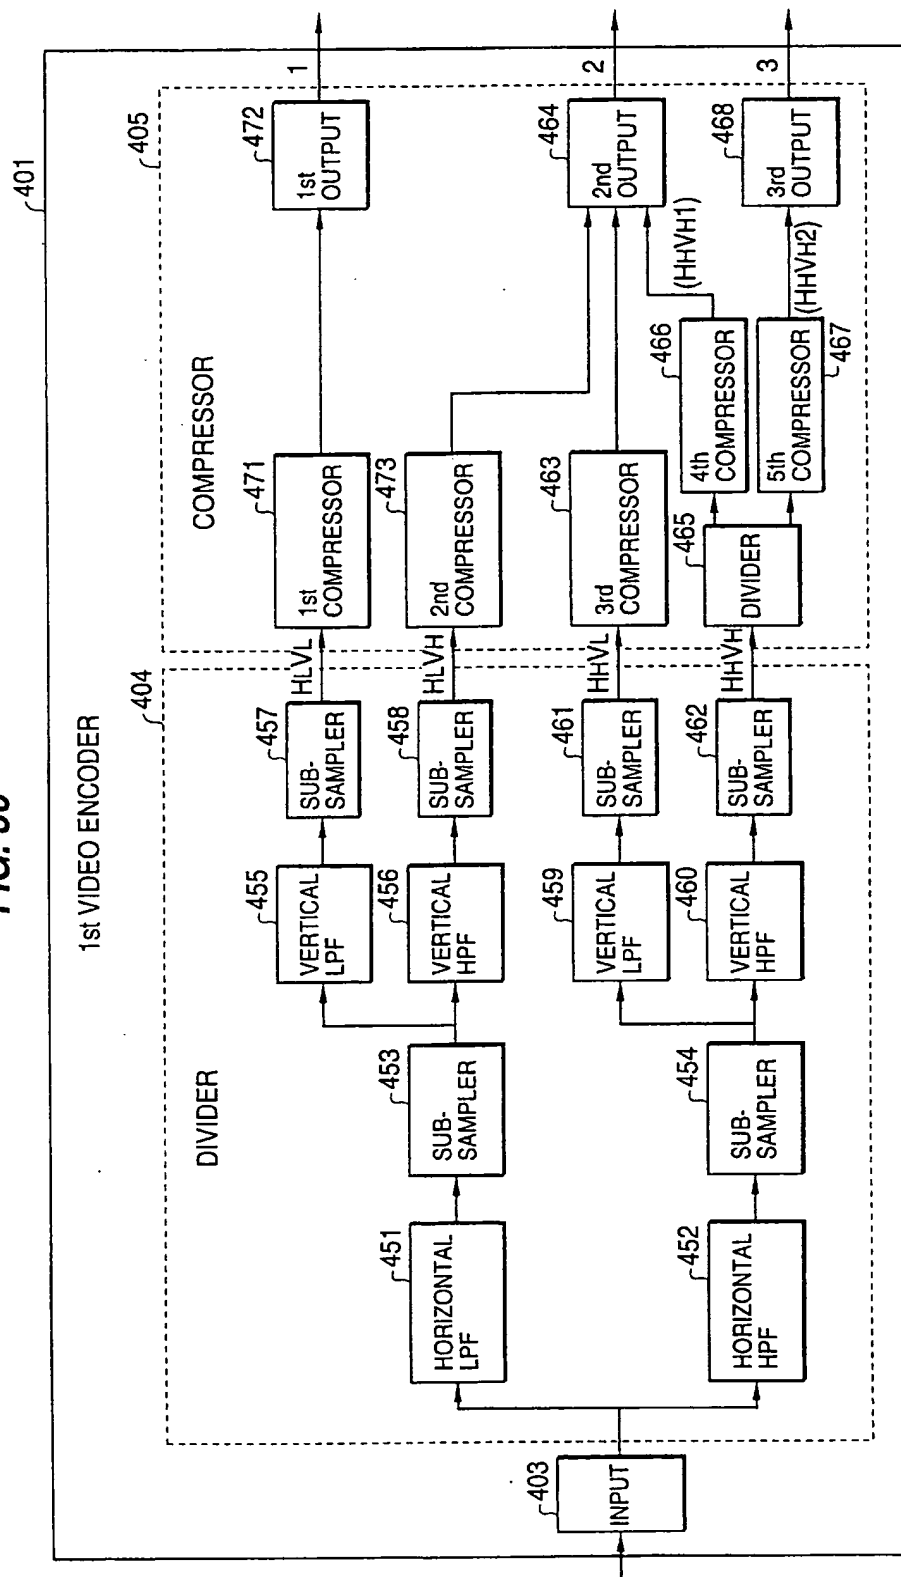 401
1st VIDEO ENCODER
404
DIVIDER
405
COMPRESSOR
403
INPUT
451
HORIZONTAL
LPF
453
SUB-
SAMPLER
455
VERTICAL
LPF
457
SUB-
SAMPLER
HLVL
471
1st
COMPRESSOR
472
1st
OUTPUT
1
456
VERTICAL
HPF
458
SUB-
SAMPLER
HLVH
473
2nd
COMPRESSOR
452
HORIZONTAL
HPF
454
SUB-
SAMPLER
459
VERTICAL
LPF
461
SUB-
SAMPLER
HHVL
463
3rd
COMPRESSOR
464
2nd
OUTPUT
2
460
VERTICAL
HPF
462
SUB-
SAMPLER
HHVH
465
DIVIDER
466
4th
COMPRESSOR
(HHVH1)
5th
COMPRESSOR
467
(HHVH2)
468
3rd
OUTPUT
3